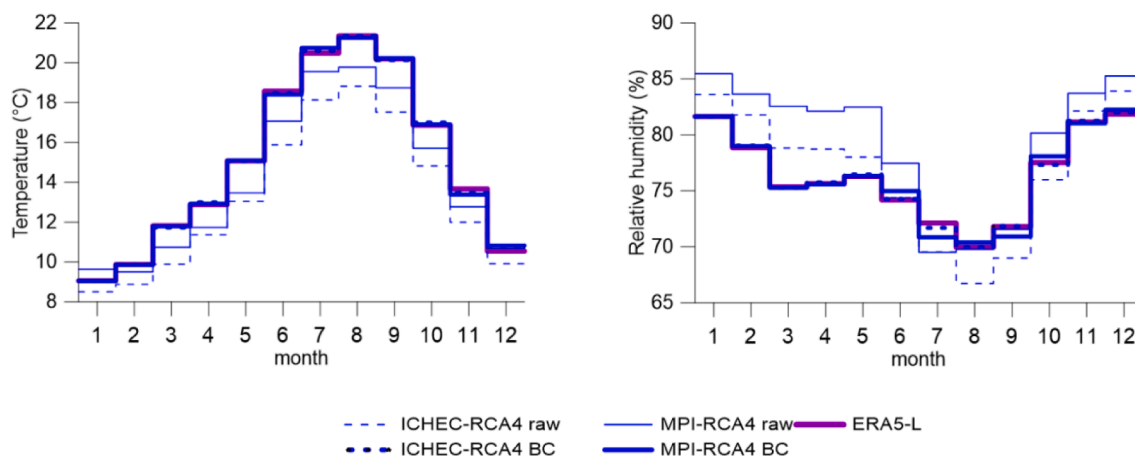 Temperature (°C)
22
20
18
16
14
12
10
8
1 2 3 4 5 6 7 8 9 10 11 12
month
Relative humidity (%)
90
85
80
75
70
65
1 2 3 4 5 6 7 8 9 10 11 12
month
ICHEC-RCA4 raw MPI-RCA4 raw ERA5-L
ICHEC-RCA4 BC MPI-RCA4 BC